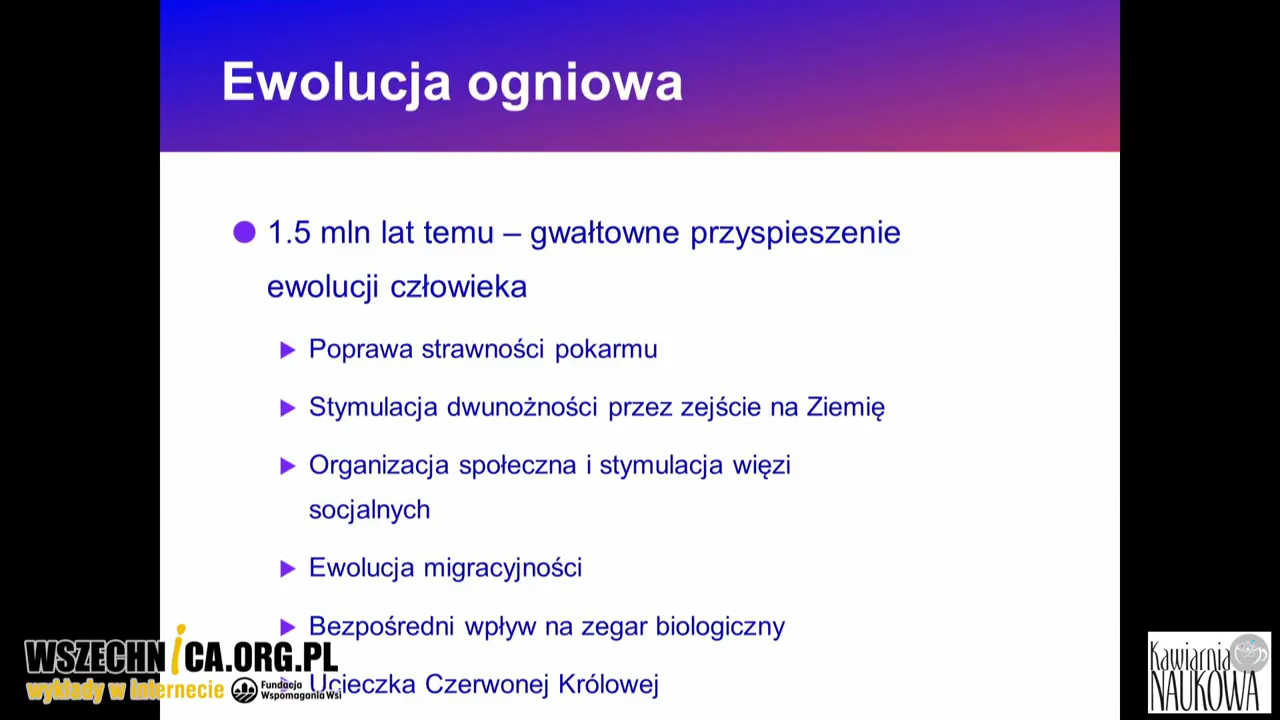 Ewolucja ogniowa
1.5 mln lat temu – gwałtowne przyspieszenie
ewolucji człowieka
Poprawa strawności pokarmu
Stymulacja dwunożności przez zejście na Ziemię
Organizacja społeczna i stymulacja więzi
socjalnych
Ewolucja migracyjności
Bezpośredni wpływ na zegar biologiczny
Ucieczka Czerwonej Królowej
WSZECHNiCA.ORG.PL
wykłady w Internecie
Fundacja
Wspomagania Wsi
Kawiarnia
NAUKOWA